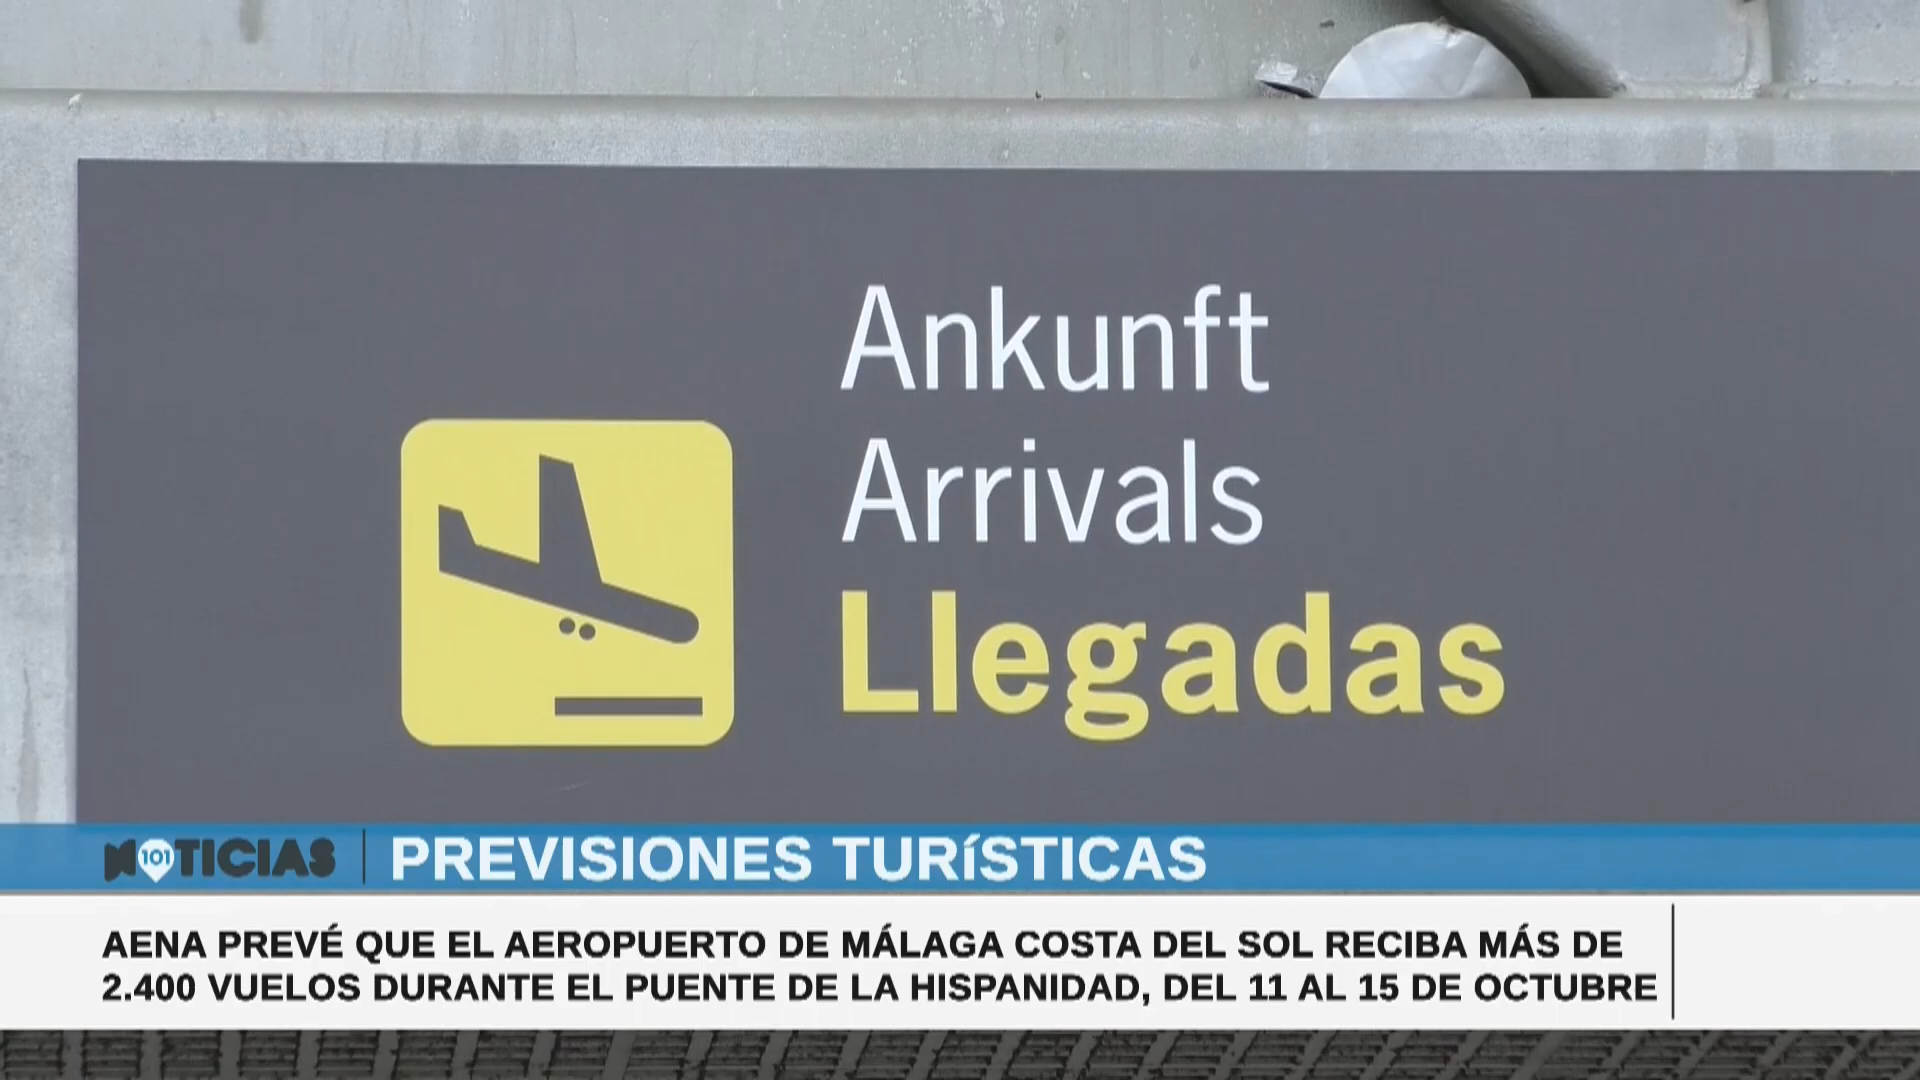 Ankunft
Arrivals
Llegadas
NOTICIAS 101
PREVISIONES TURíSTICAS
AENA PREVÉ QUE EL AEROPUERTO DE MÁLAGA COSTA DEL SOL RECIBA MÁS DE
2.400 VUELOS DURANTE EL PUENTE DE LA HISPANIDAD, DEL 11 AL 15 DE OCTUBRE